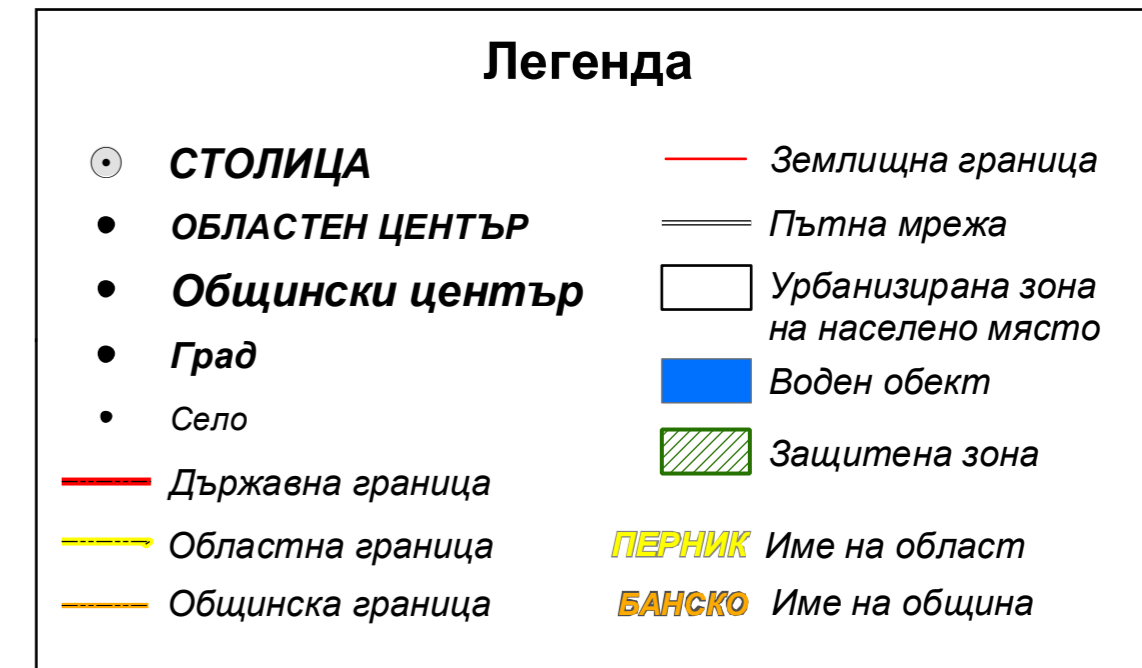 Легенда
СТОЛИЦА
ОБЛАСТЕН ЦЕНТЪР
Общински център
Град
Село
Държавна граница
Областна граница
Общинска граница
Землищна граница
Пътна мрежа
Урбанизирана зона
на населено място
Воден обект
Защитена зона
ПЕРНИК Име на област
БАНСКО Име на община